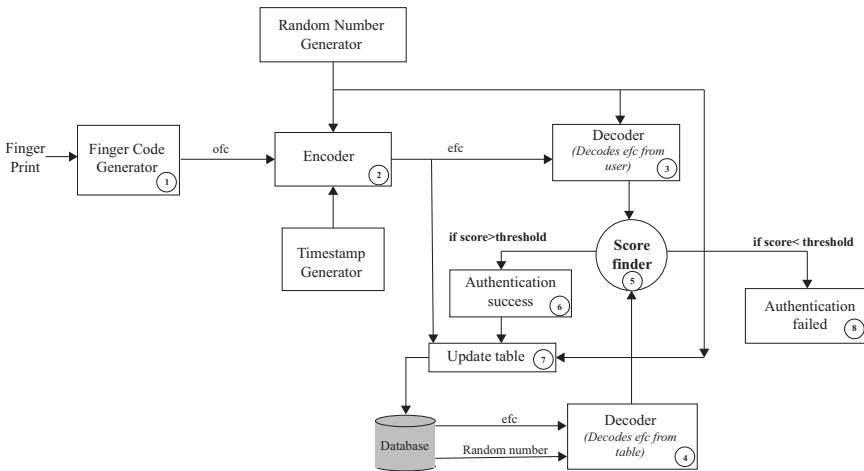 Random Number
Generator
Finger
Print
Finger Code
Generator
1
ofc
Encoder
2
efc
Decoder
(Decodes efc from
user)
3
Timestamp
Generator
if score>threshold
Score
finder
5
if score< threshold
Authentication
success
6
Authentication
failed
8
Update table
7
Database
efc
Random number
Decoder
(Decodes efc from
table)
4